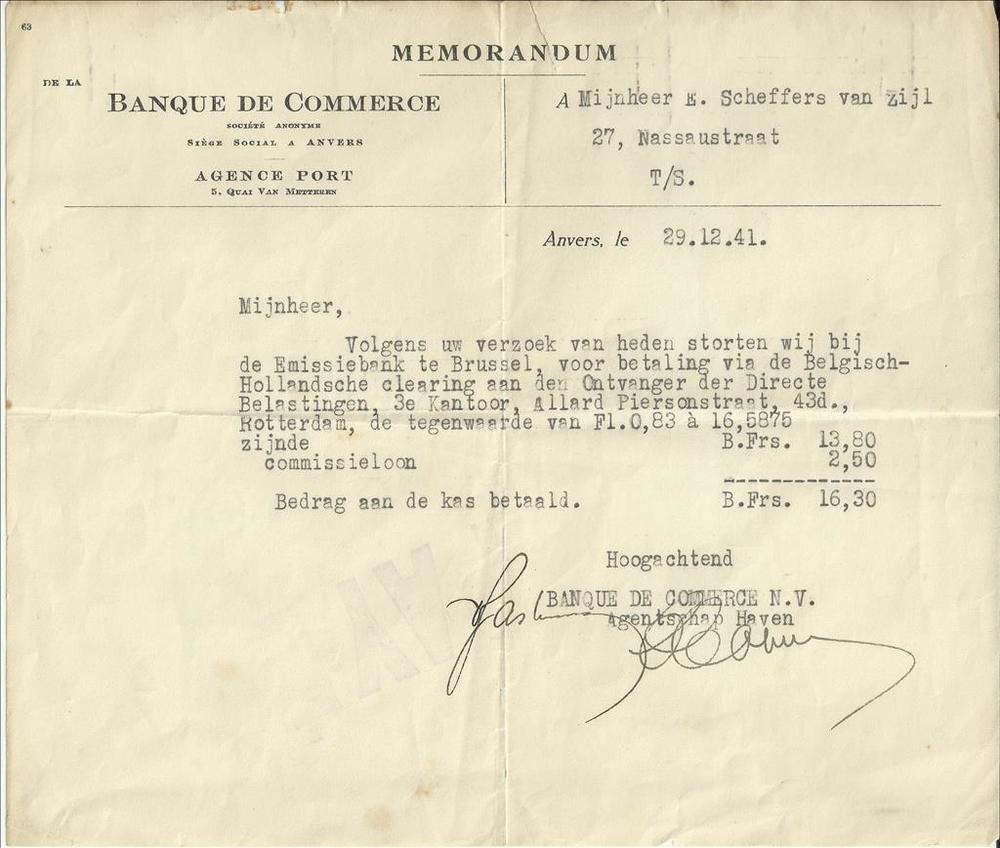 63
MEMORANDUM
DE LA
BANQUE DE COMMERCE
SOCIÉTÉ ANONYME
SIÈGE SOCIAL A ANVERS
AGENCE PORT
5, QUAI VAN METTEREN
A Mijnheer E. Scheffers van Zijl
27, Nassaustraat
T/S.
Anvers, le 29.12.41.
Mijnheer,
Volgens uw verzoek van heden storten wij bij
de Emissiebank te Brussel, voor betaling via de Belgisch-
Hollandsche clearing aan den Ontvanger der Directe
Belastingen, 3e Kantoor, Allard Piersonstraat, 43d.,
Rotterdam, de tegenwaarde van Fl.0,83 à 16,5875
zijnde B.Frs. 13,80
commissieloon 2,50
Bedrag aan de kas betaald. B.Frs. 16,30
Hoogachtend
BANQUE DE COMMERCE N.V.
Agentschap Haven